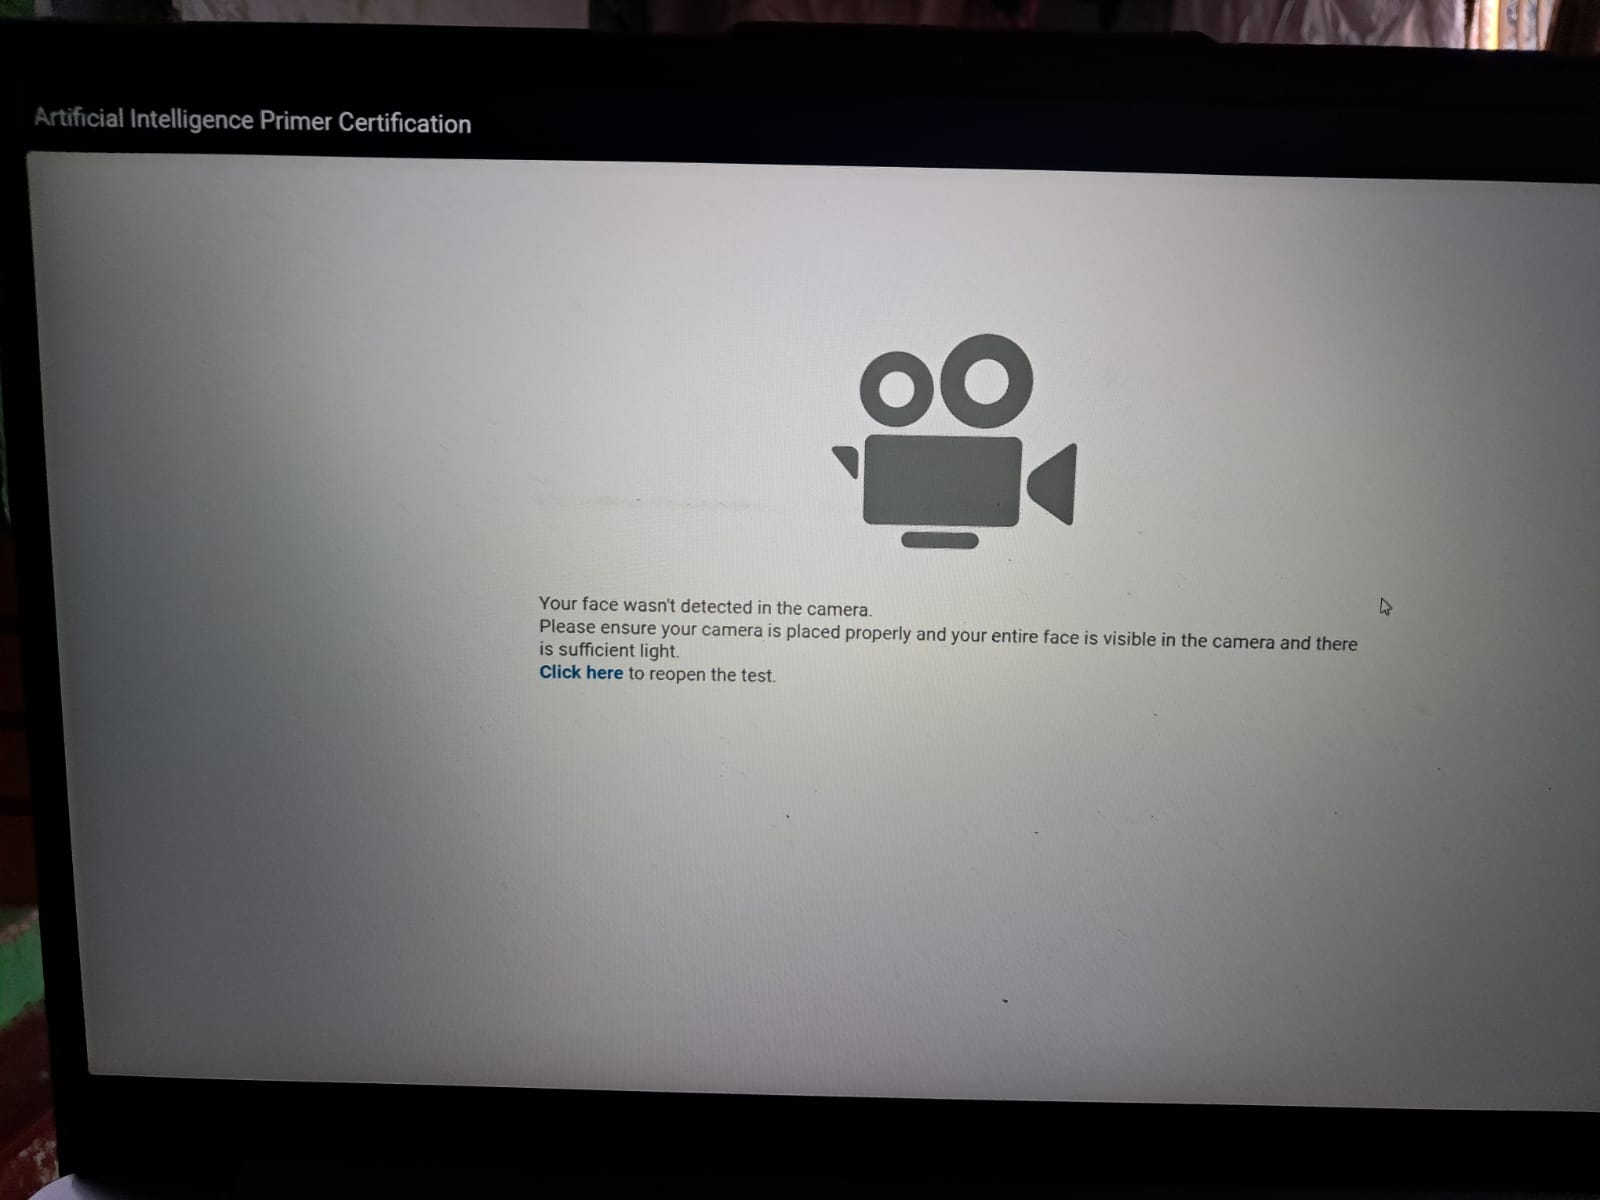 Artificial Intelligence Primer Certification
Your face wasn't detected in the camera.
Please ensure your camera is placed properly and your entire face is visible in the camera and there
is sufficient light.
Click here to reopen the test.